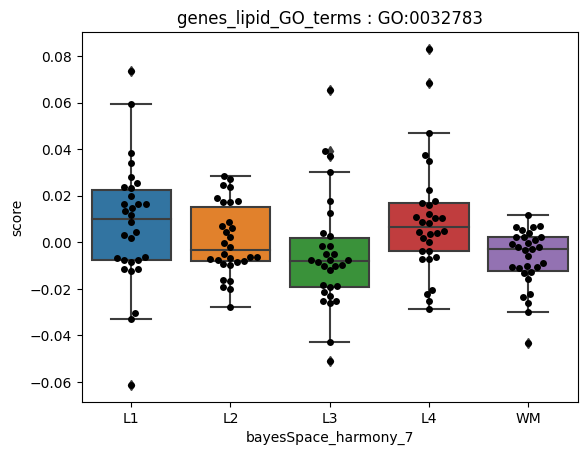 genes_lipid_GO_terms : GO:0032783
0.08
0.06
0.04
0.02
0.00
−0.02
−0.04
−0.06
score
L1 L2 L3 L4 WM
bayesSpace_harmony_7